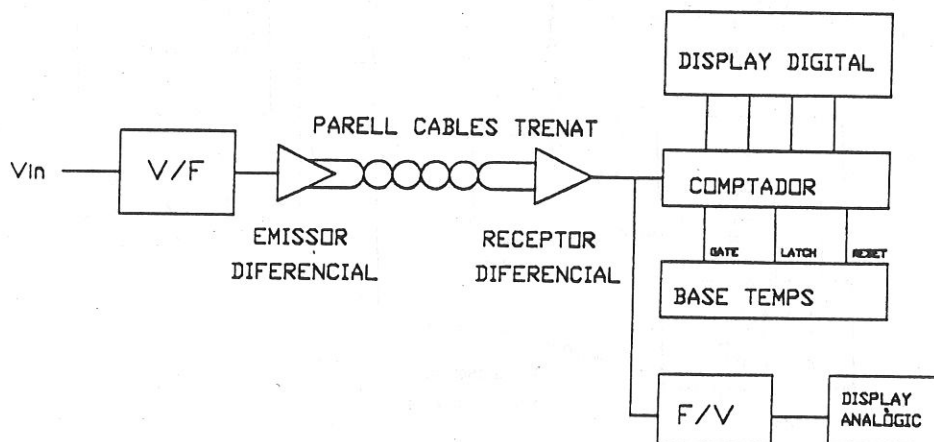 DISPLAY DIGITAL
PARELL CABLES TRENAT
Vin
V/F
COMPTADOR
EMISSOR
DIFERENCIAL
RECEPTOR
DIFERENCIAL
GATE
LATCH
RESET
BASE TEMPS
F/V
DISPLAY
ANALÒGIC